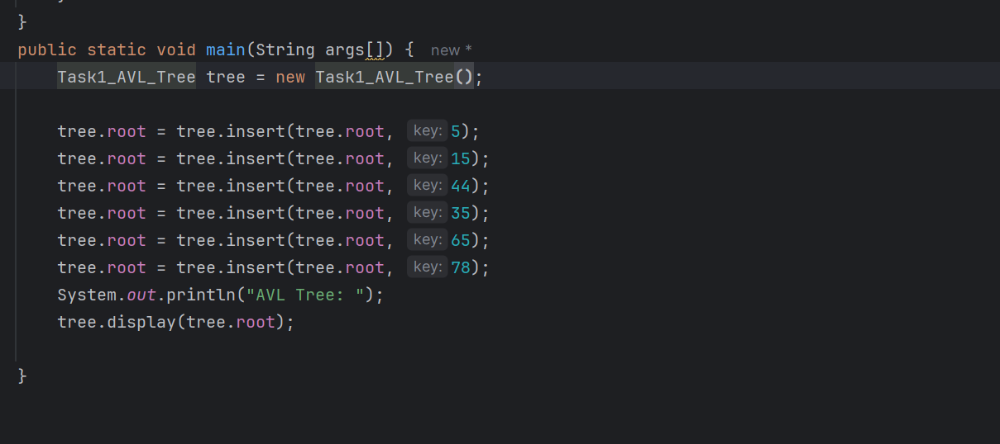 }
public static void main(String args[]) { new *
Task1_AVL_Tree tree = new Task1_AVL_Tree();
tree.root = tree.insert(tree.root, key: 5);
tree.root = tree.insert(tree.root, key: 15);
tree.root = tree.insert(tree.root, key: 44);
tree.root = tree.insert(tree.root, key: 35);
tree.root = tree.insert(tree.root, key: 65);
tree.root = tree.insert(tree.root, key: 78);
System.out.println("AVL Tree: ");
tree.display(tree.root);
}